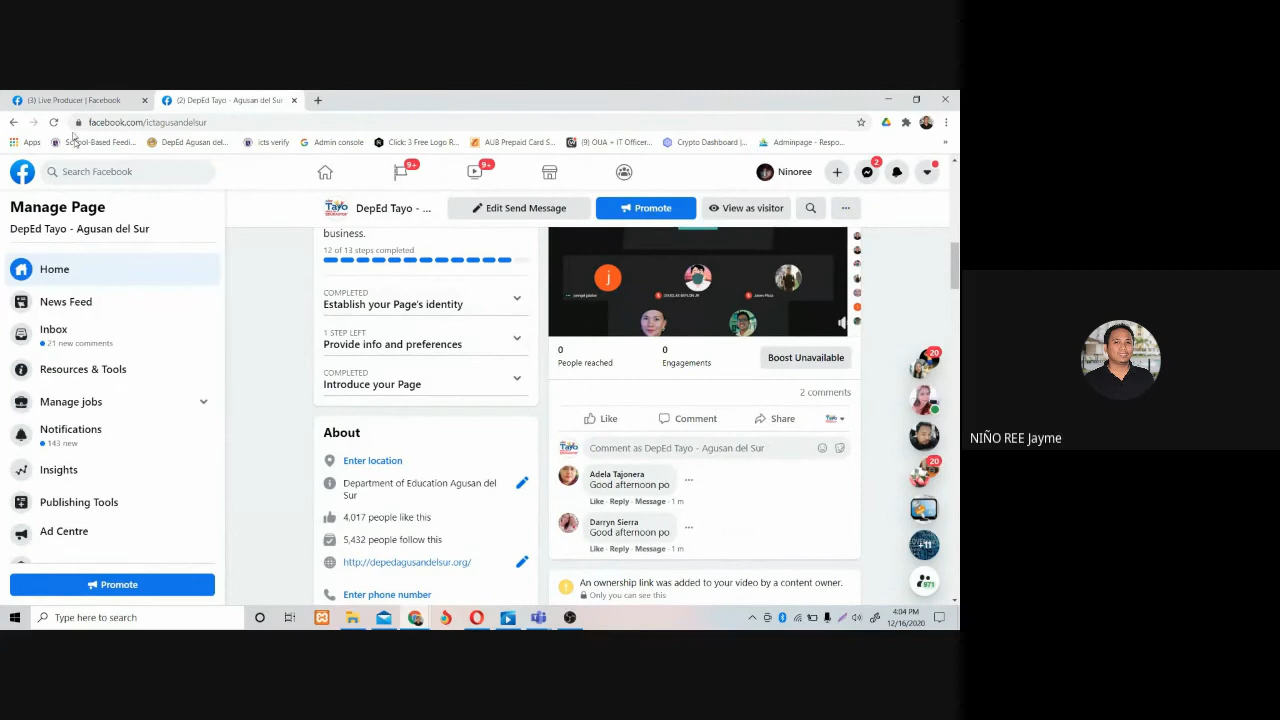 (3) Live Producer | Facebook
(2) DepEd Tayo - Agusan del Sur
facebook.com/ictagusandelsur
Apps
School-Based Feedi...
DepEd Agusan del...
icts verify
Admin console
Click: 3 Free Logo R...
AUB Prepaid Card S...
(9) OUA + IT Officer...
Crypto Dashboard |...
Adminpage - Respo...
Search Facebook
9+
9+
Ninoree
2
Manage Page
DepEd Tayo - Agusan del Sur
Home
News Feed
Inbox
21 new comments
Resources & Tools
Manage jobs
Notifications
143 new
Insights
Publishing Tools
Ad Centre
Promote
Tayo
DepEd Tayo - ...
Edit Send Message
Promote
View as visitor
business.
12 of 13 steps completed
COMPLETED
Establish your Page's identity
1 STEP LEFT
Provide info and preferences
COMPLETED
Introduce your Page
About
Enter location
Department of Education Agusan del
Sur
4,017 people like this
5,432 people follow this
http://depedagusandelsur.org/
Enter phone number
j
0
People reached
0
Engagements
Boost Unavailable
2 comments
Like
Comment
Share
Comment as DepEd Tayo - Agusan del Sur
Adela Tajonera
Good afternoon po
Like · Reply · Message · 1 m
Darryn Sierra
Good afternoon po
Like · Reply · Message · 1 m
An ownership link was added to your video by a content owner.
Only you can see this
20
20
+11
971
Type here to search
4:04 PM
12/16/2020
NIÑO REE Jayme